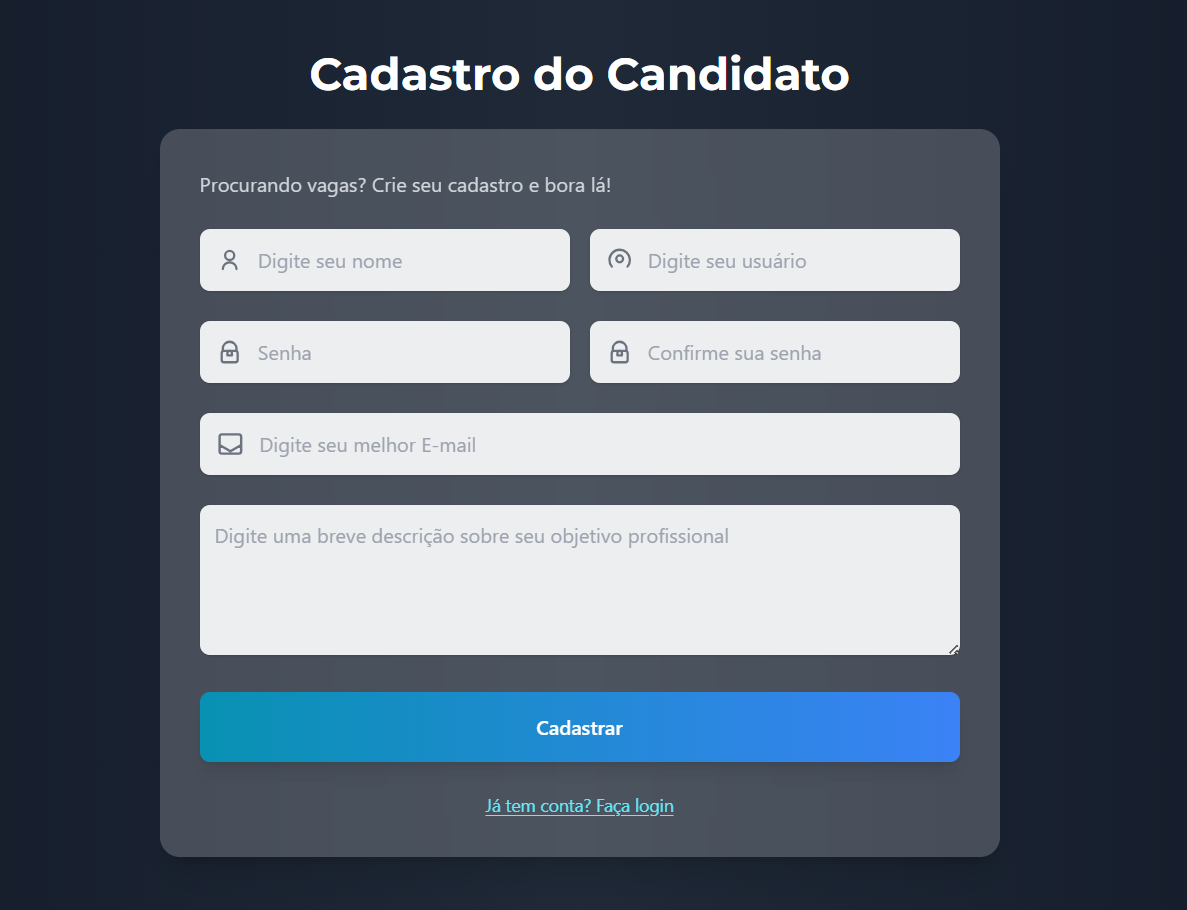 Cadastro do Candidato
Procurando vagas? Crie seu cadastro e bora lá!
Digite seu nome
Digite seu usuário
Senha
Confirme sua senha
Digite seu melhor E-mail
Digite uma breve descrição sobre seu objetivo profissional
Cadastrar
Já tem conta? Faça login